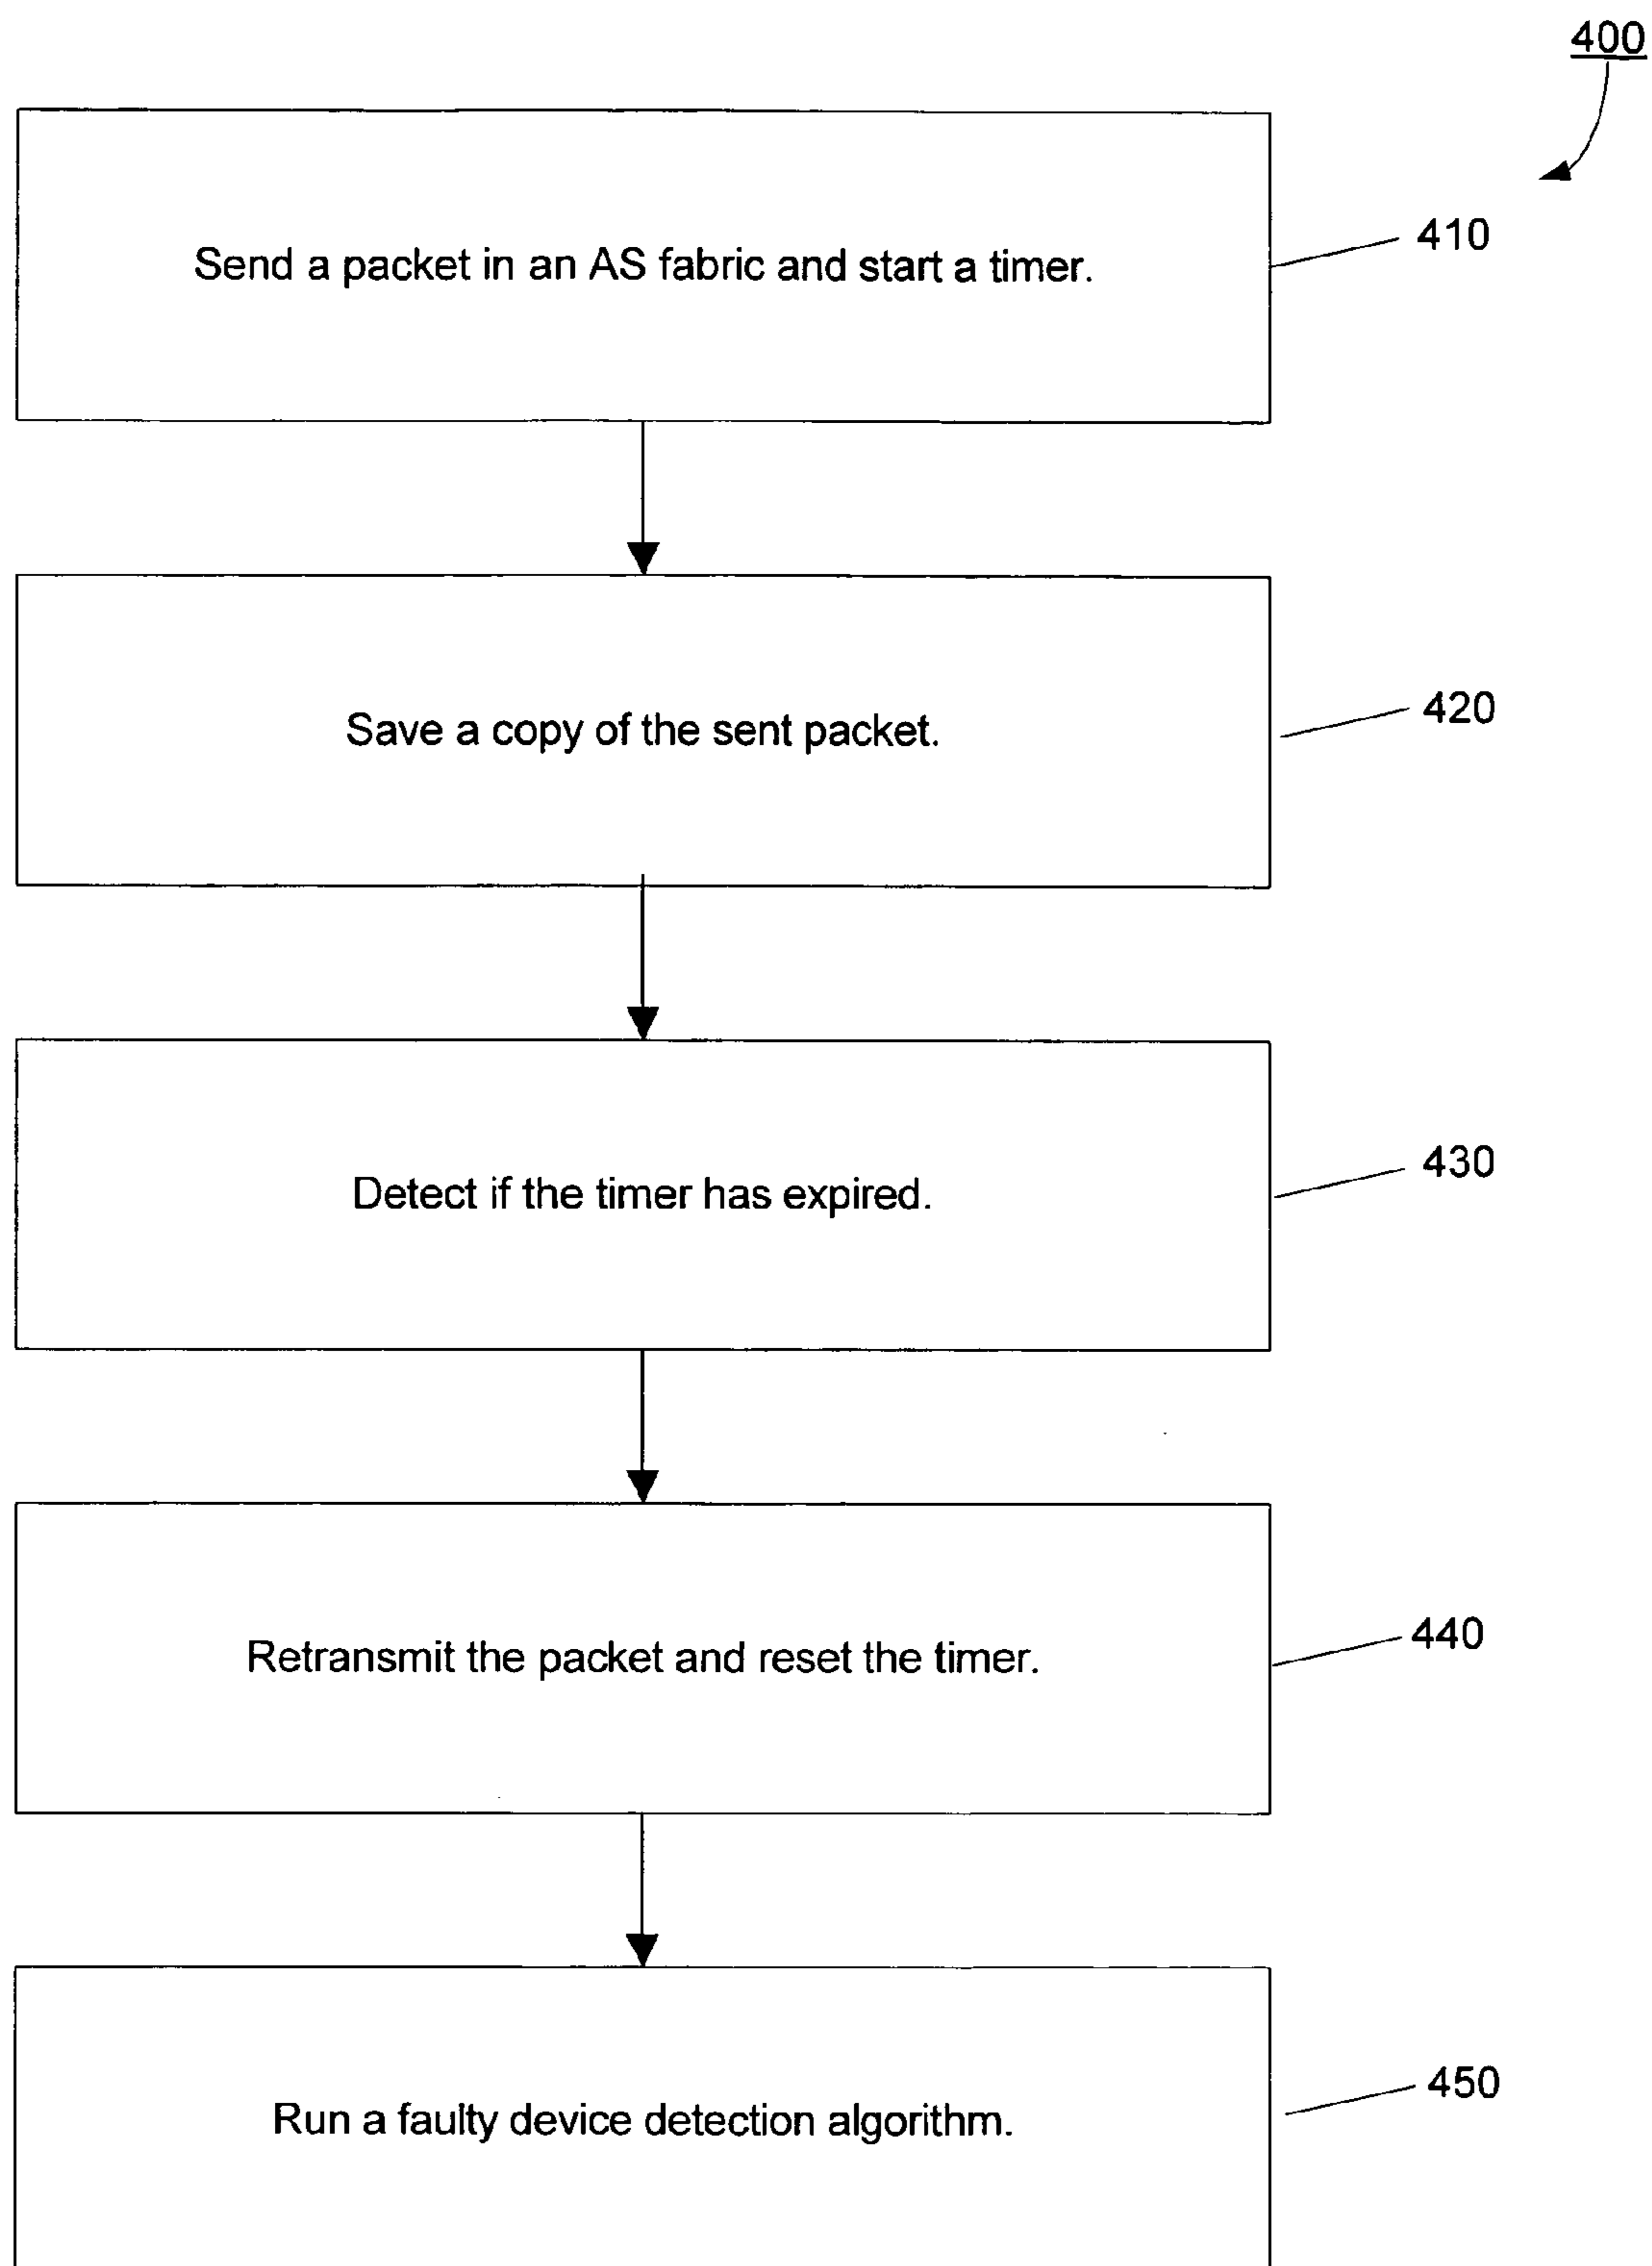 400
Send a packet in an AS fabric and start a timer.
410
Save a copy of the sent packet.
420
Detect if the timer has expired.
430
Retransmit the packet and reset the timer.
440
Run a faulty device detection algorithm.
450